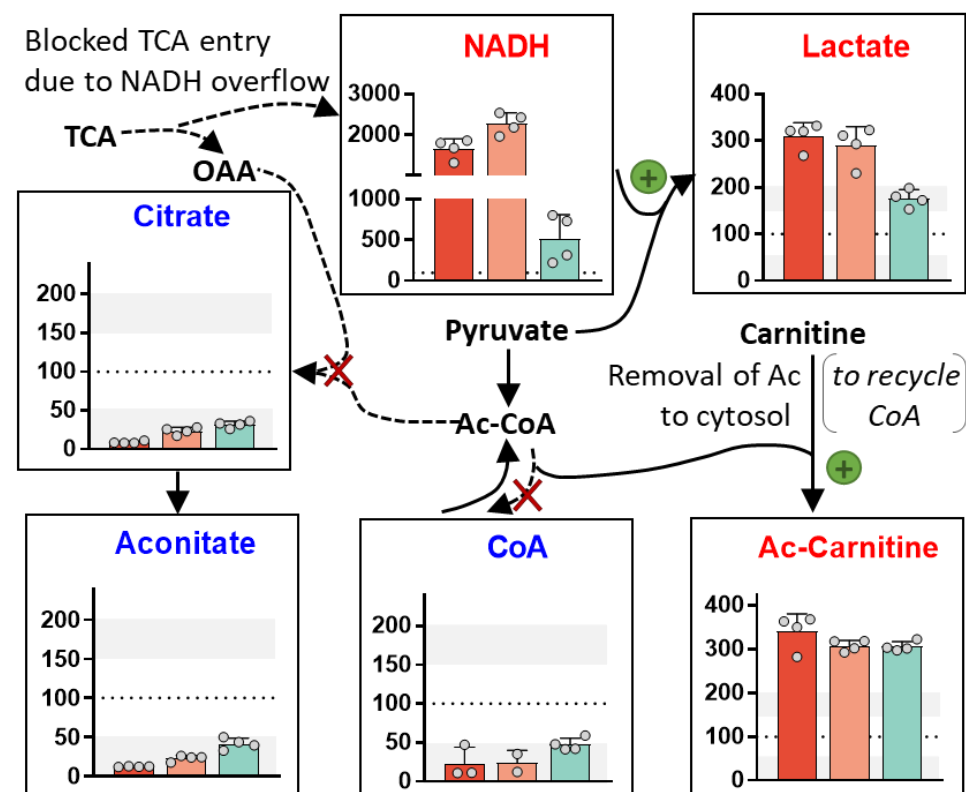 Blocked TCA entry
due to NADH overflow
TCA
OAA
NADH
3000
2000
1000
500
0
+
Lactate
400
300
200
100
0
Citrate
200
150
100
50
0
Pyruvate
Carnitine
Removal of Ac
to cytosol
to recycle
CoA
Ac-CoA
+
Aconitate
200
150
100
50
0
CoA
200
150
100
50
0
Ac-Carnitine
400
300
200
100
0